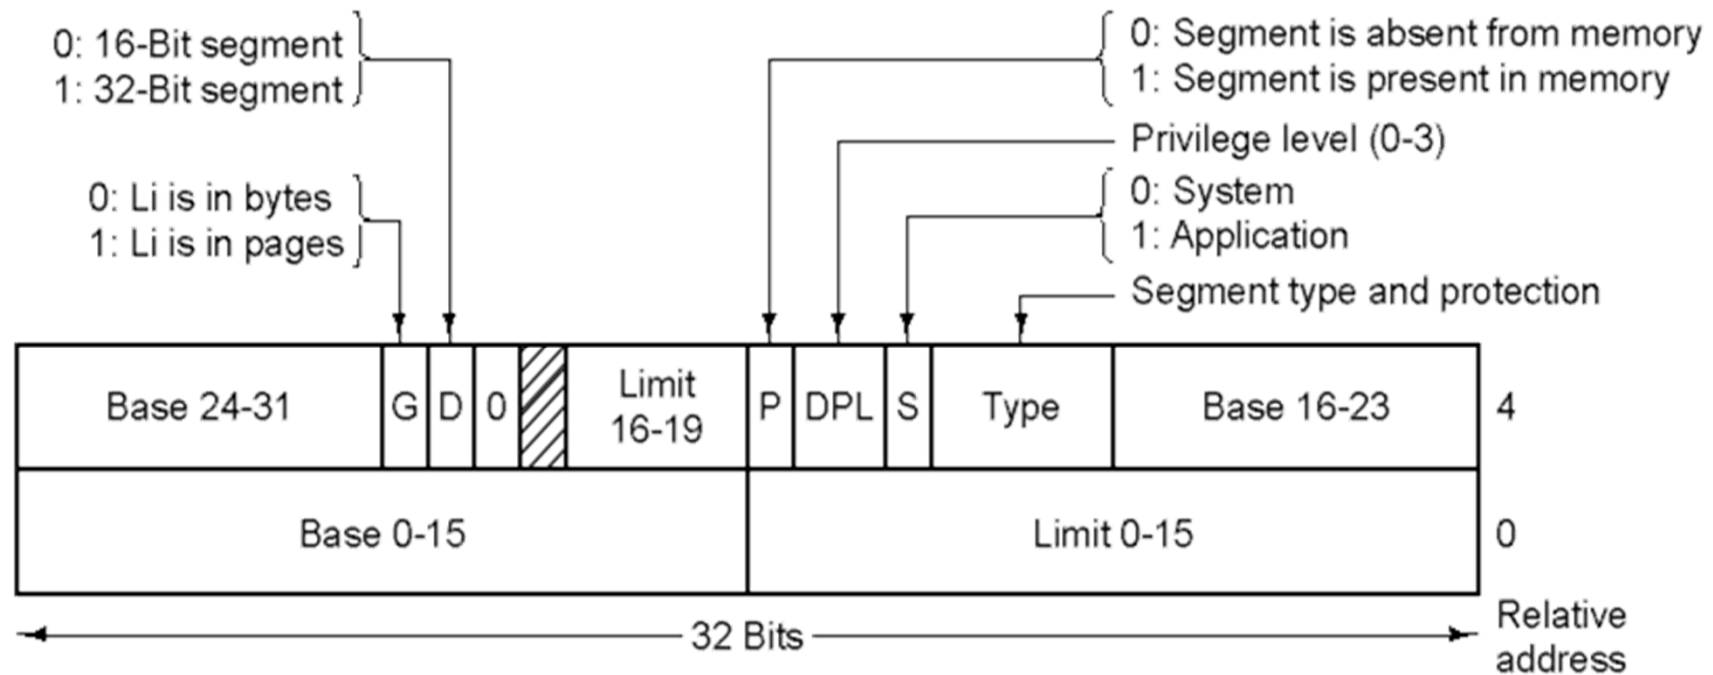 0: 16-Bit segment
1: 32-Bit segment
0: Li is in bytes
1: Li is in pages
0: Segment is absent from memory
1: Segment is present in memory
Privilege level (0-3)
0: System
1: Application
Segment type and protection
Base 24-31
G
D
0
Limit
16-19
P
DPL
S
Type
Base 16-23
4
Base 0-15
Limit 0-15
0
32 Bits
Relative
address